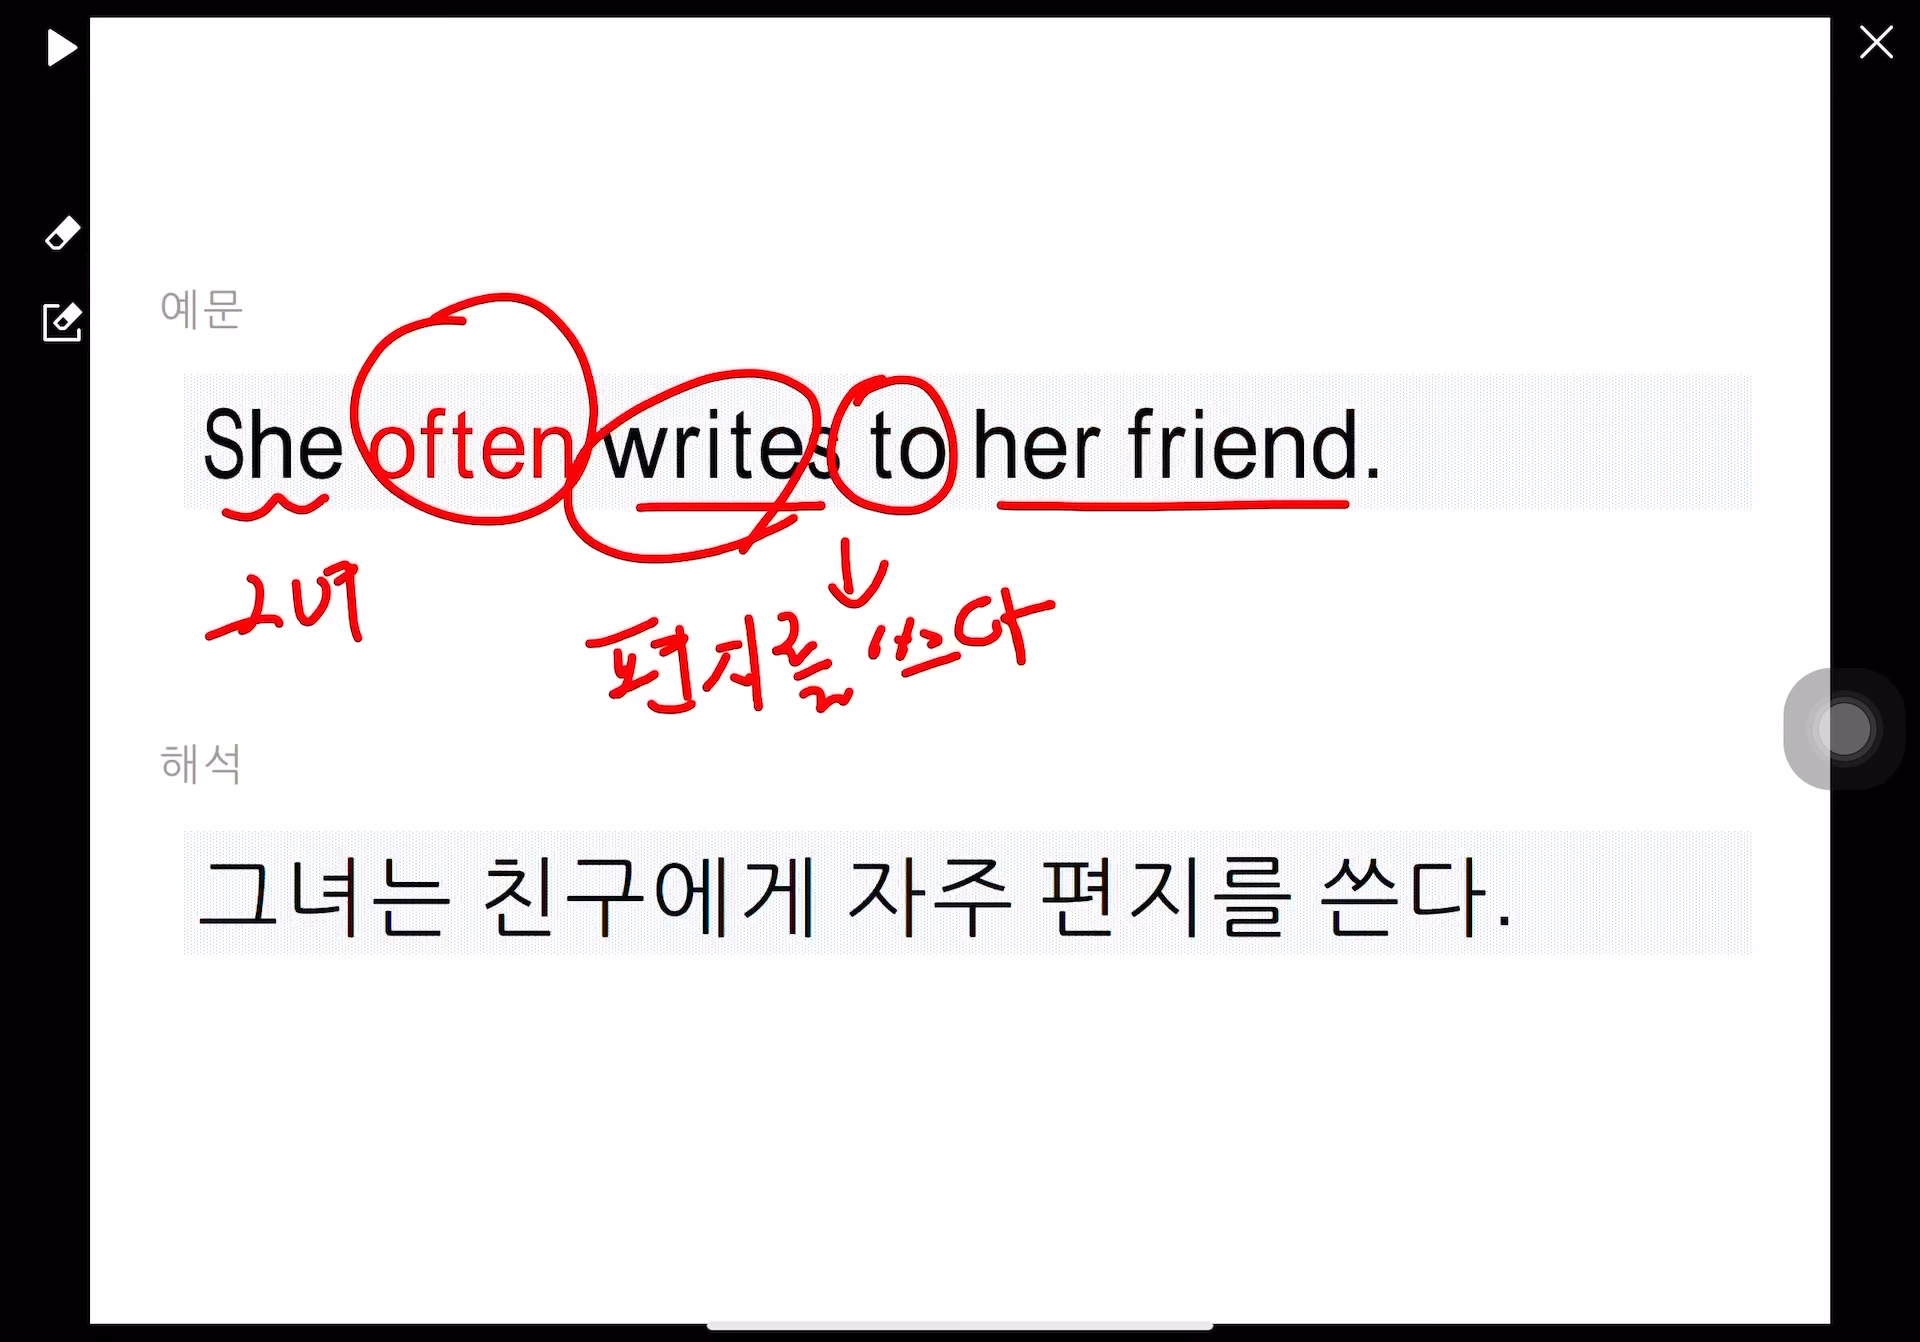 예문
She often writes to her friend.
그녀
편지를 쓰다
해석
그녀는 친구에게 자주 편지를 쓴다.